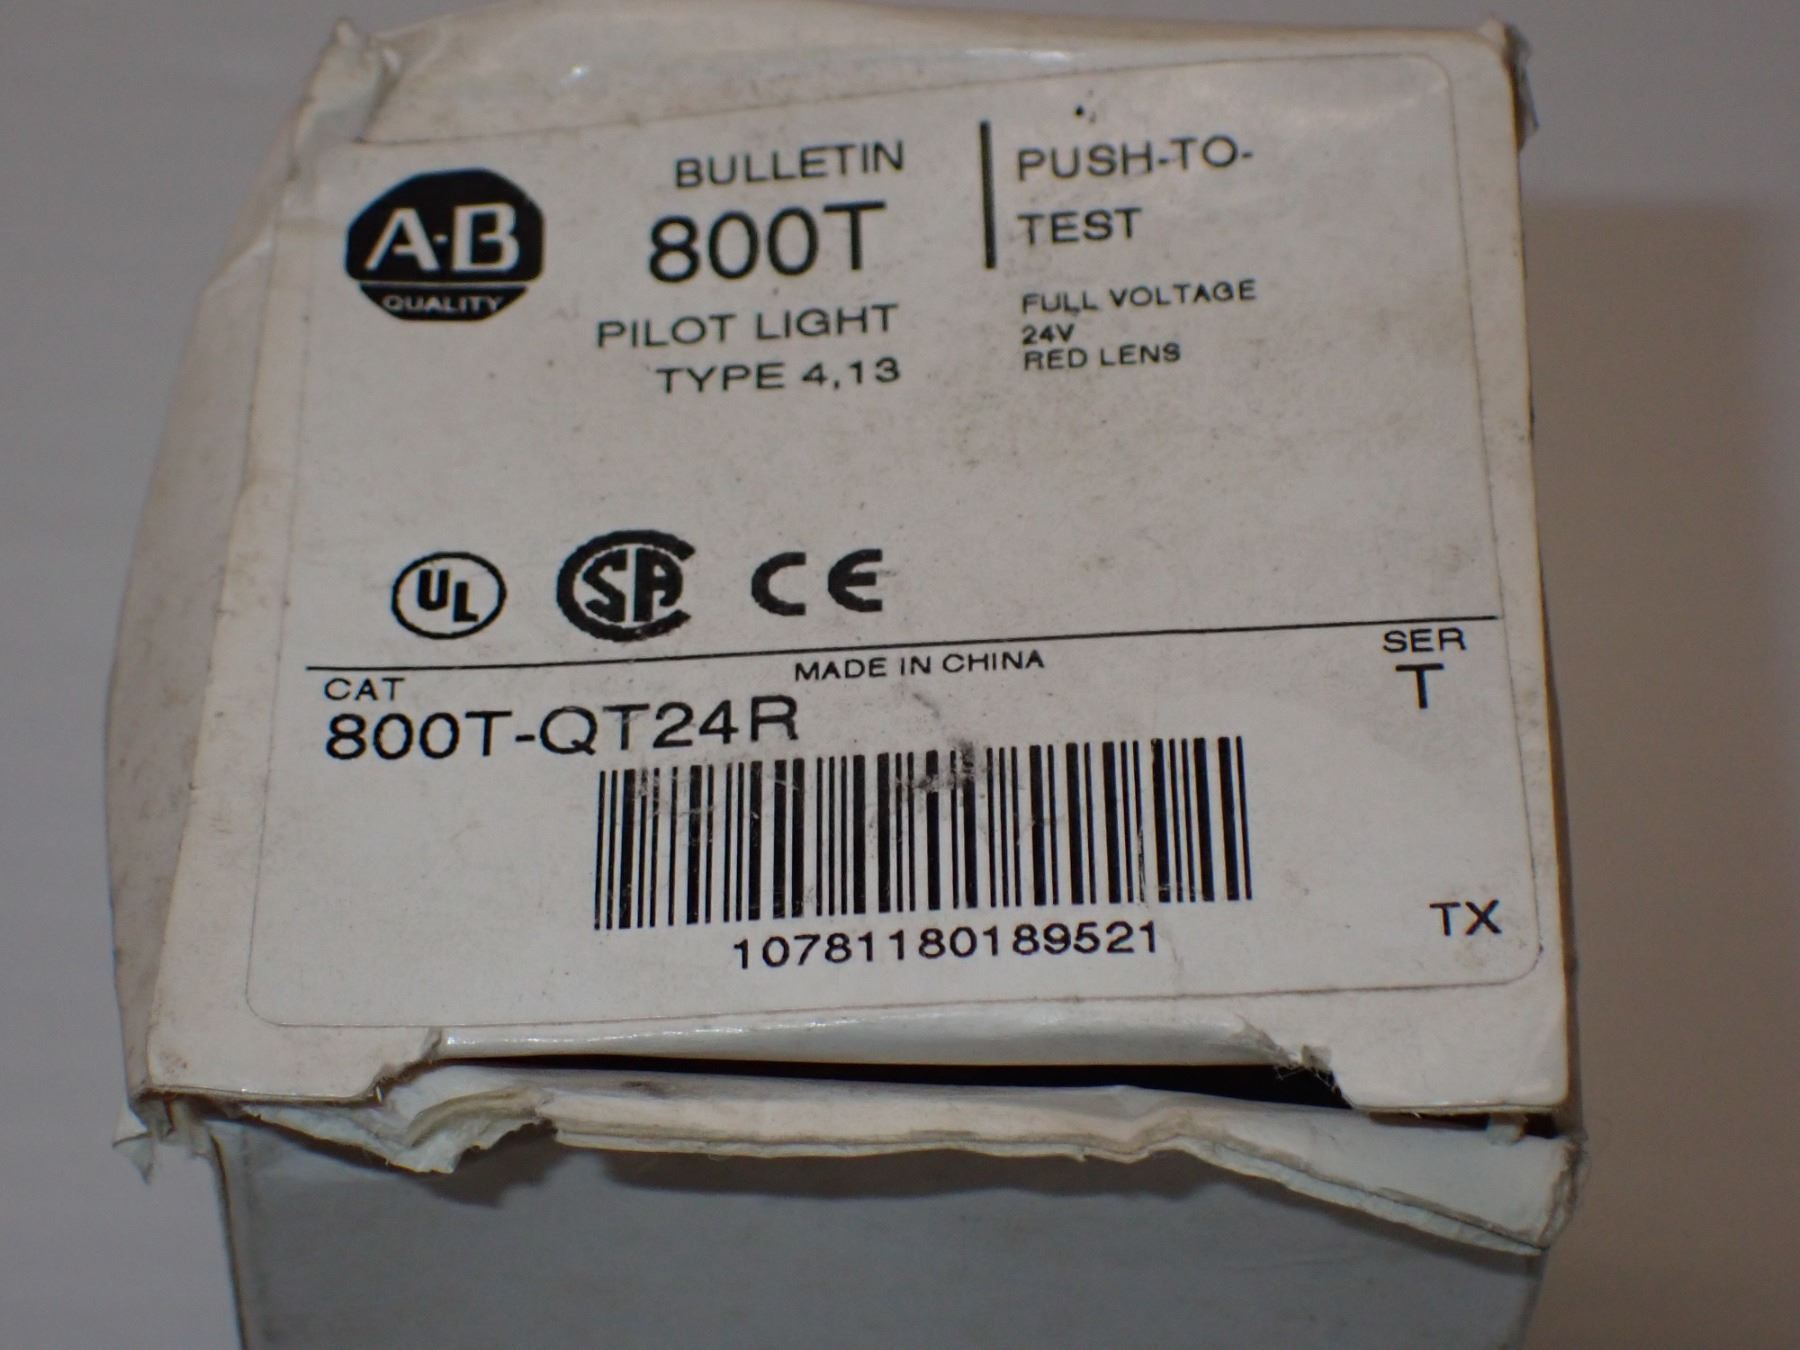 A-B
QUALITY
BULLETIN
800T
PILOT LIGHT
TYPE 4,13
PUSH-TO-
TEST
FULL VOLTAGE
24V
RED LENS
UL
SA
CE
MADE IN CHINA
CAT
800T-QT24R
SER
T
10781180189521
TX